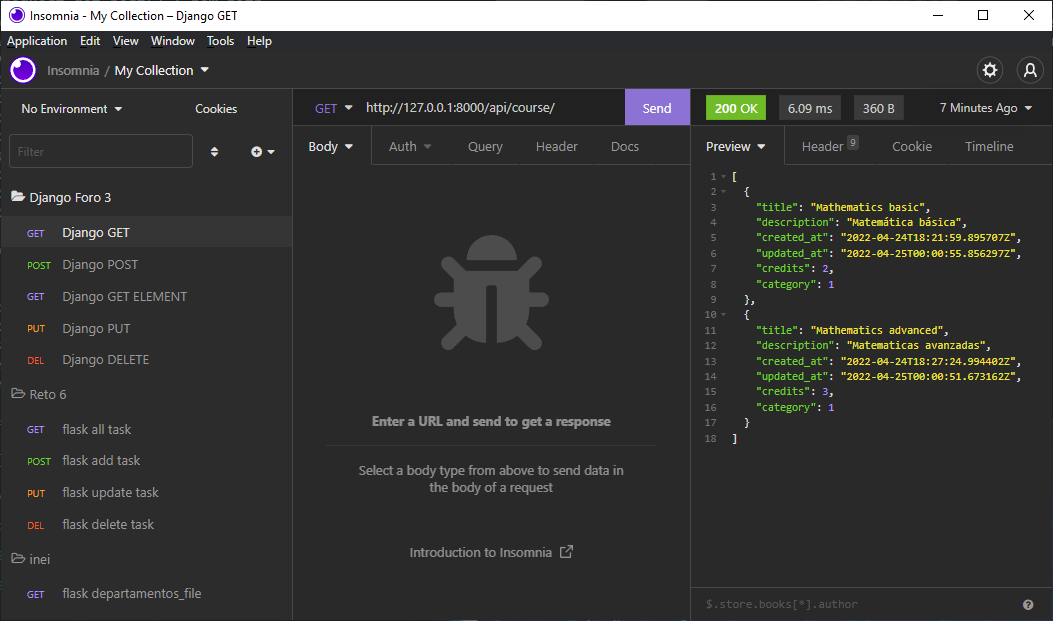 Insomnia - My Collection – Django GET
Application Edit View Window Tools Help
Insomnia / My Collection
No Environment Cookies
Filter
Django Foro 3
GET Django GET
POST Django POST
GET Django GET ELEMENT
PUT Django PUT
DEL Django DELETE
Reto 6
GET flask all task
POST flask add task
PUT flask update task
DEL flask delete task
inei
GET flask departamentos_file
GET http://127.0.0.1:8000/api/course/ Send
Body Auth Query Header Docs
Enter a URL and send to get a response
Select a body type from above to send data in
the body of a request
Introduction to Insomnia
200 OK 6.09 ms 360 B 7 Minutes Ago
Preview Header 9 Cookie Timeline
1 [
2 {
3 "title": "Mathematics basic",
4 "description": "Matemática básica",
5 "created_at": "2022-04-24T18:21:59.895707Z",
6 "updated_at": "2022-04-25T00:00:55.856297Z",
7 "credits": 2,
8 "category": 1
9 },
10 {
11 "title": "Mathematics advanced",
12 "description": "Matematicas avanzadas",
13 "created_at": "2022-04-24T18:27:24.994402Z",
14 "updated_at": "2022-04-25T00:00:51.673162Z",
15 "credits": 3,
16 "category": 1
17 }
18 ]
$.store.books[*].author